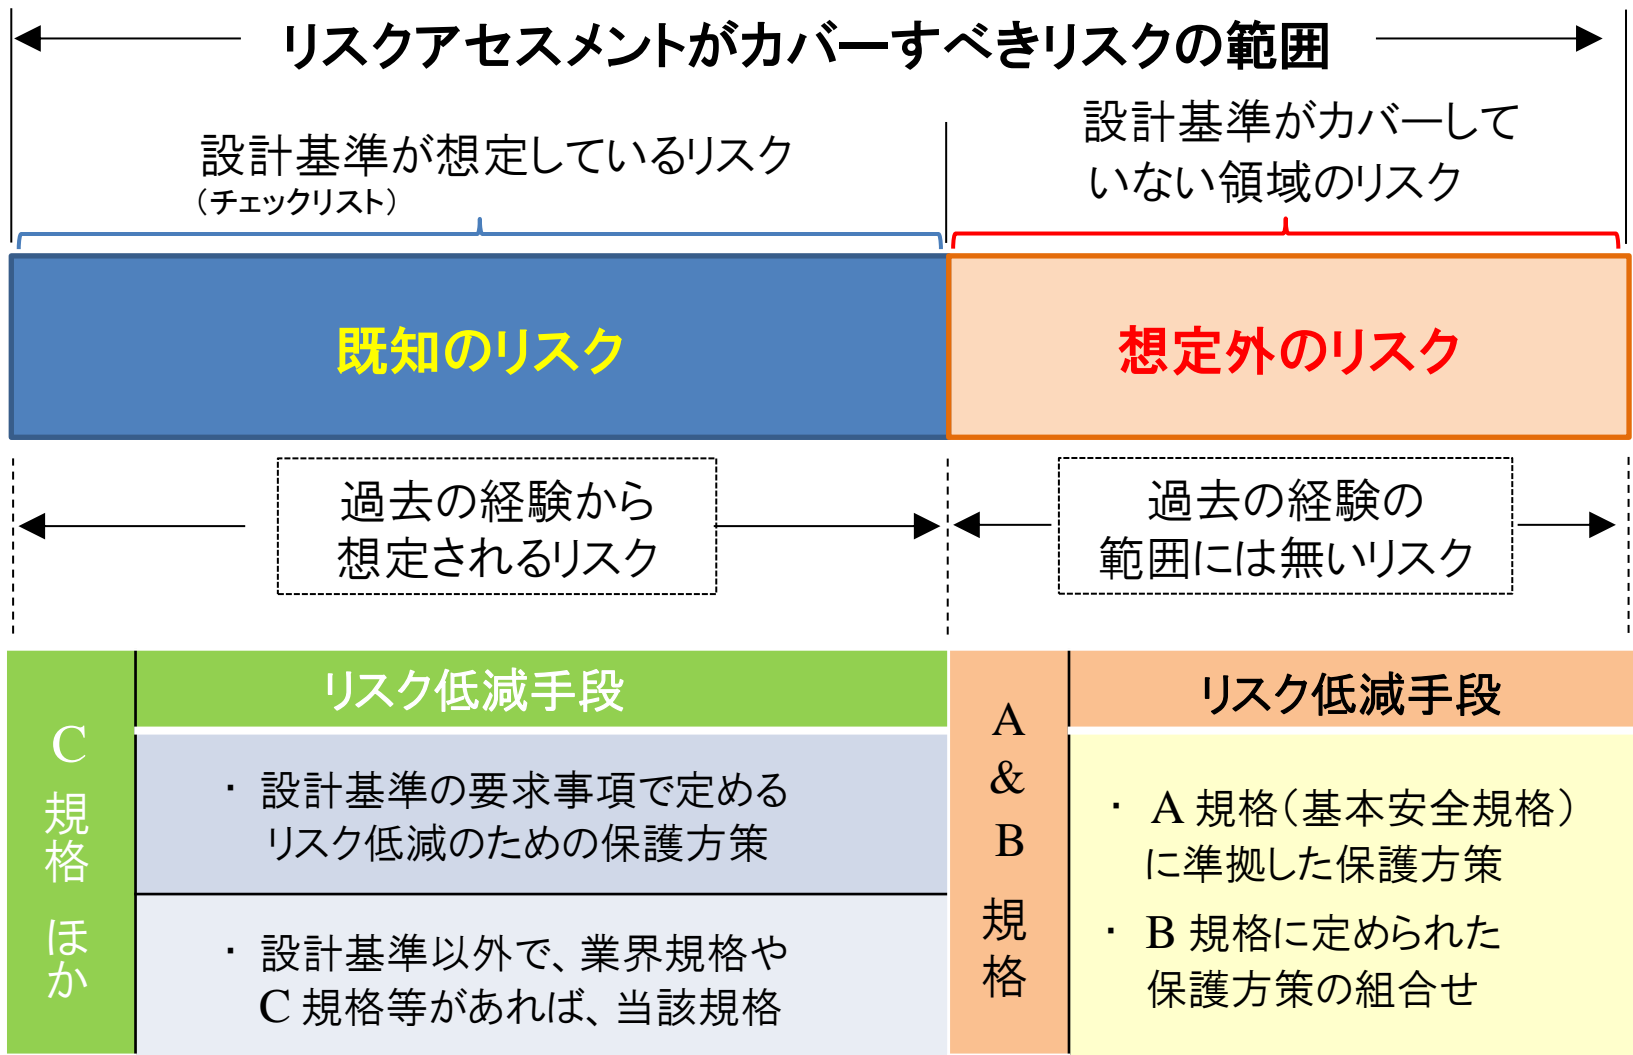 リスクアセスメントがカバーすべきリスクの範囲
設計基準が想定しているリスク
（チェックリスト）
設計基準がカバーして
いない領域のリスク
既知のリスク
想定外のリスク
過去の経験から
想定されるリスク
過去の経験の
範囲には無いリスク
C規格 ほか
リスク低減手段
・ 設計基準の要求事項で定める
リスク低減のための保護方策
・ 設計基準以外で、業界規格や
C 規格等があれば、当該規格
A&B規格
リスク低減手段
・ A 規格（基本安全規格）
に準拠した保護方策
・ B 規格に定められた
保護方策の組合せ